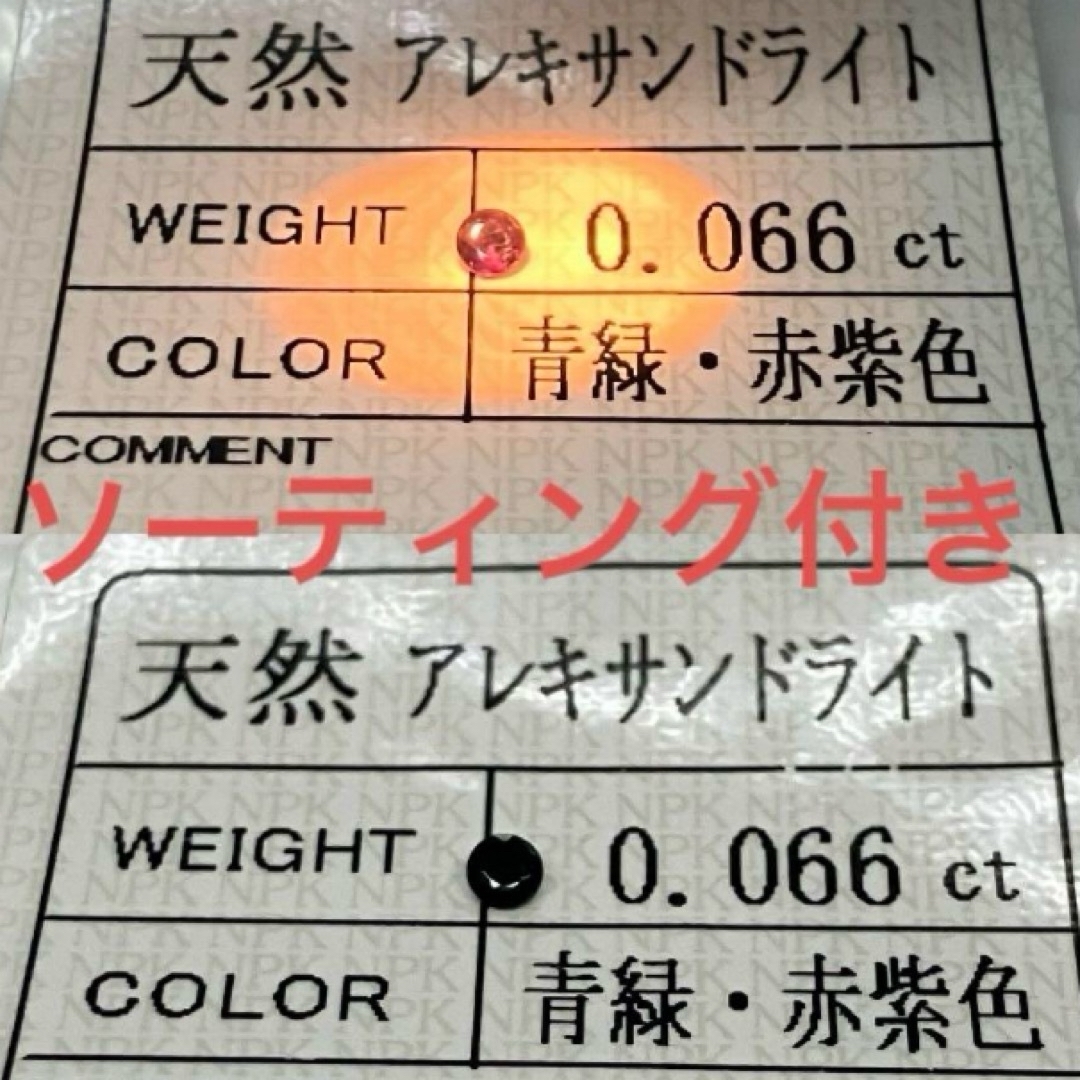 天然 アレキサンドライト
WEIGHT 0.066 ct
COLOR 青緑・赤紫色
COMMENT
ソーティング付き
天然 アレキサンドライト
WEIGHT 0.066 ct
COLOR 青緑・赤紫色